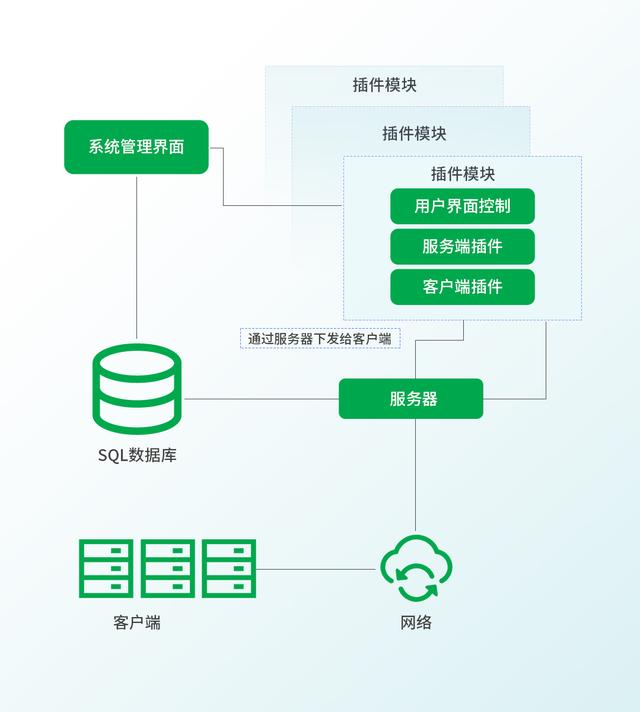 插件模块
插件模块
系统管理界面
插件模块
用户界面控制
服务端插件
客户端插件
通过服务器下发给客户端
服务器
SQL数据库
客户端
网络